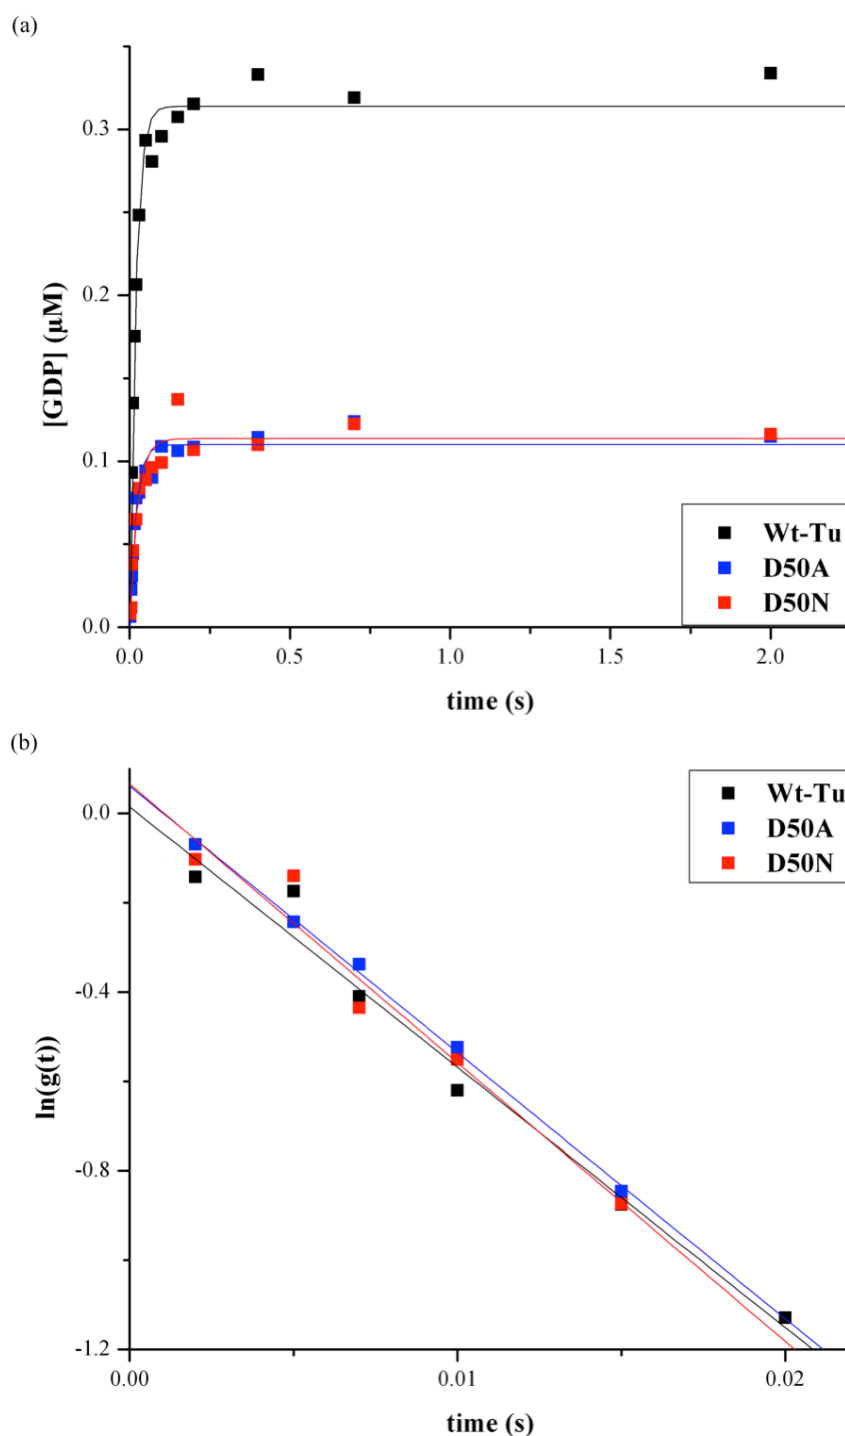 (a)
0.3
0.2
0.1
0.0
[GDP] (µM)
Wt-Tu
D50A
D50N
0.0 0.5 1.0 1.5 2.0
time (s)
(b)
0.0
-0.4
-0.8
-1.2
ln(g(t))
Wt-Tu
D50A
D50N
0.00 0.01 0.02
time (s)